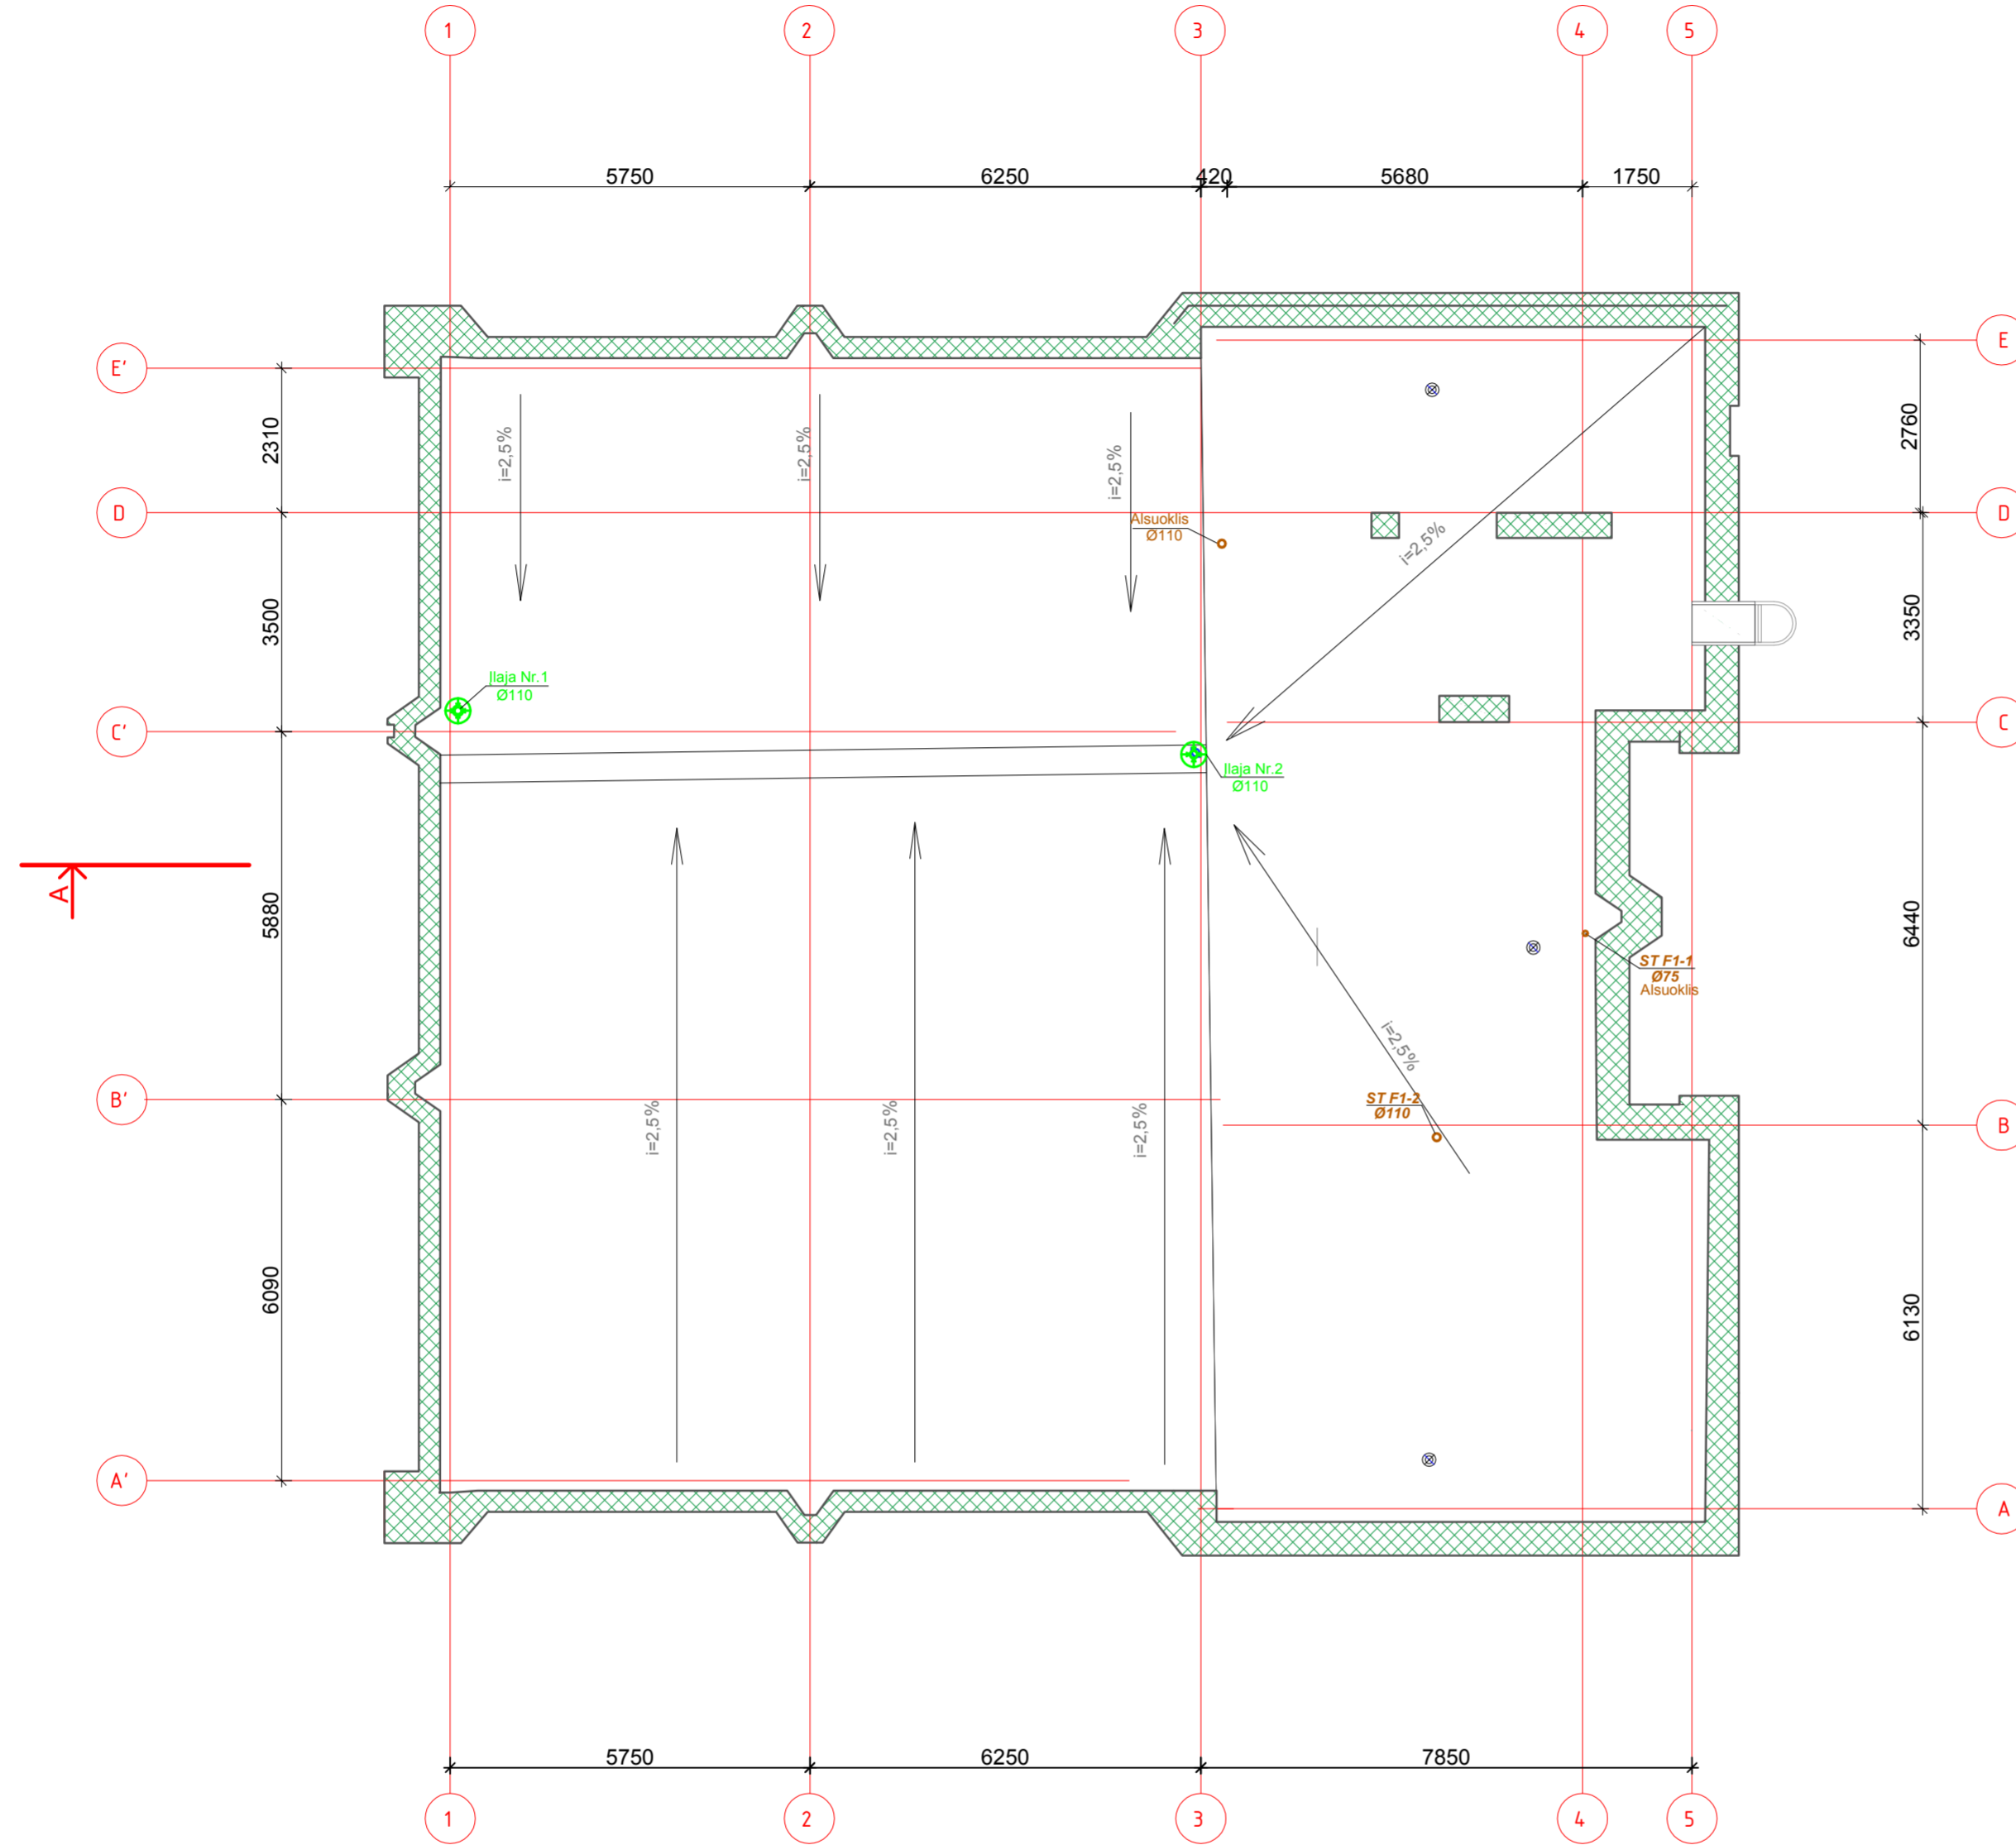 1
2
3
4
5
5750
6250
420
5680
1750
E'
E
2310
2760
i=2,5%
i=2,5%
i=2,5%
D
D
Alsuoklis
Ø110
i=2,5%
3500
3350
Įlaja Nr.1
Ø110
C'
C
Įlaja Nr.2
Ø110
A
5880
6440
ST F1-1
Ø75
Alsuoklis
i=2,5%
ST F1-2
Ø110
B'
B
i=2,5%
i=2,5%
i=2,5%
6090
6130
A'
A
5750
6250
7850
1
2
3
4
5